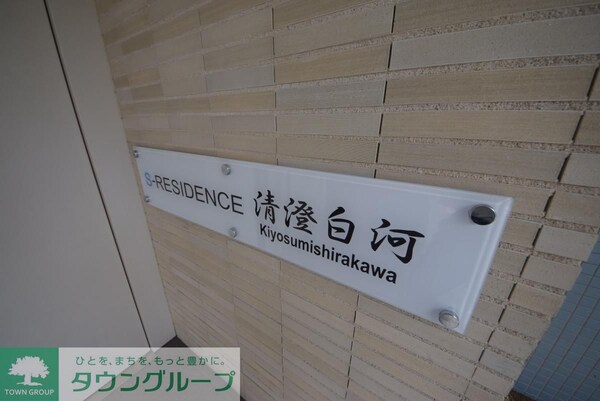 S-RESIDENCE 清澄白河
Kiyosumishirakawa
ひとを、まちを、もっと豊かに。
タウングループ
TOWN GROUP